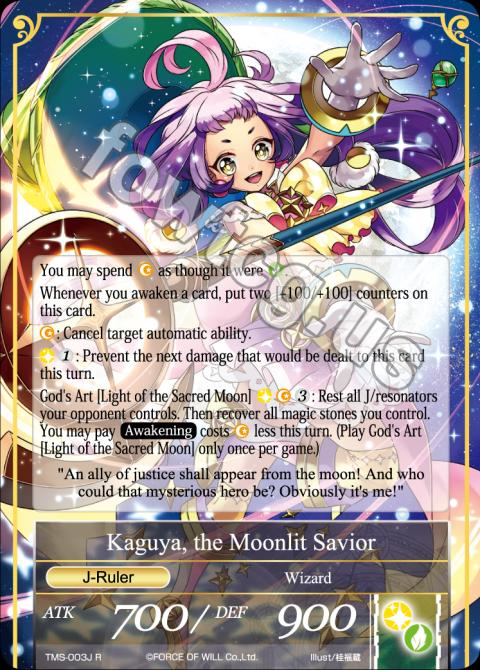 You may spend as though it were
Whenever you awaken a card, put two [+100/+100] counters on
this card.
: Cancel target automatic ability.
1 : Prevent the next damage that would be dealt to this card
this turn.
God's Art [Light of the Sacred Moon] 3 : Rest all J/resonators
your opponent controls. Then recover all magic stones you control.
You may pay Awakening costs less this turn. (Play God's Art
[Light of the Sacred Moon] only once per game.)
"An ally of justice shall appear from the moon! And who
could that mysterious hero be? Obviously it's me!"
fowtcg.us
Kaguya, the Moonlit Savior
J-Ruler Wizard
ATK 700/ DEF 900
TMS-003J R ©FORCE OF WILL Co.,Ltd. Illust/桂福蔵